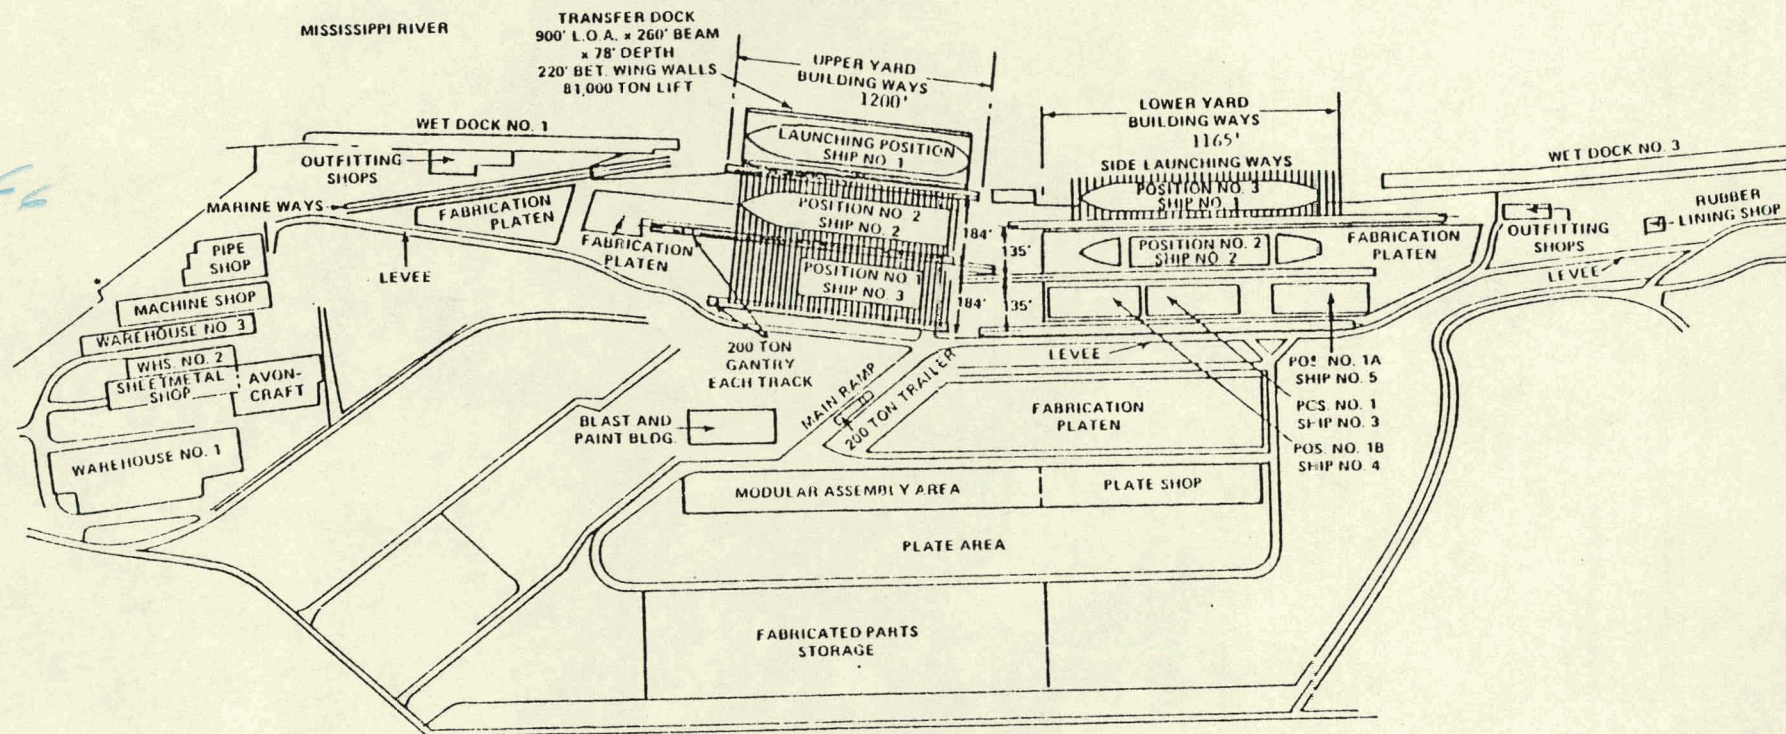 MISSISSIPPI RIVER
TRANSFER DOCK
900' L.O.A. x 260' BEAM
x 78' DEPTH
220' BET. WING WALLS
81,000 TON LIFT
UPPER YARD
BUILDING WAYS
1200'
LOWER YARD
BUILDING WAYS
1165'
SIDE LAUNCHING WAYS
WET DOCK NO. 1
WET DOCK NO. 3
OUTFITTING
SHOPS
LAUNCHING POSITION
SHIP NO. 1
POSITION NO. 3
SHIP NO. 1
MARINE WAYS
FABRICATION
PLATEN
FABRICATION
PLATEN
POSITION NO. 2
SHIP NO. 2
184'
35'
POSITION NO. 2
SHIP NO. 2
FABRICATION
PLATEN
OUTFITTING
SHOPS
RUBBER
LINING SHOP
LEVEE
PIPE
SHOP
LEVEE
POSITION NO 1
SHIP NO. 3
184'
35'
MACHINE SHOP
WAREHOUSE NO. 3
WHS. NO. 2
SHEETMETAL
SHOP
AVON-
CRAFT
200 TON
GANTRY
EACH TRACK
LEVEE
POS. NO. 1A
SHIP NO. 5
POS. NO. 1
SHIP NO. 3
POS. NO. 1B
SHIP NO. 4
MAIN RAMP
200 TON TRAILER
BLAST AND
PAINT BLDG.
FABRICATION
PLATEN
WAREHOUSE NO. 1
MODULAR ASSEMBLY AREA
PLATE SHOP
PLATE AREA
FABRICATED PARTS
STORAGE